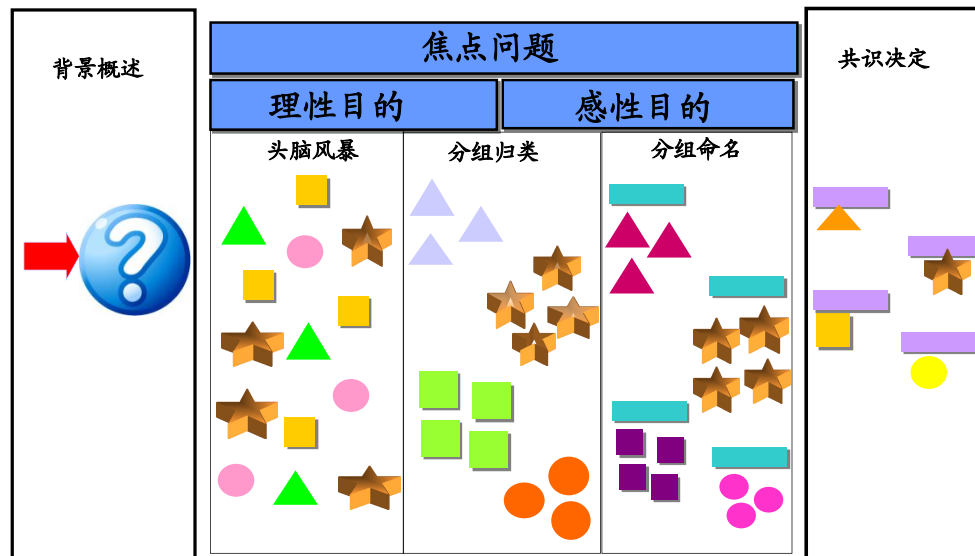 背景概述
焦点问题
理性目的
感性目的
头脑风暴
分组归类
分组命名
共识决定